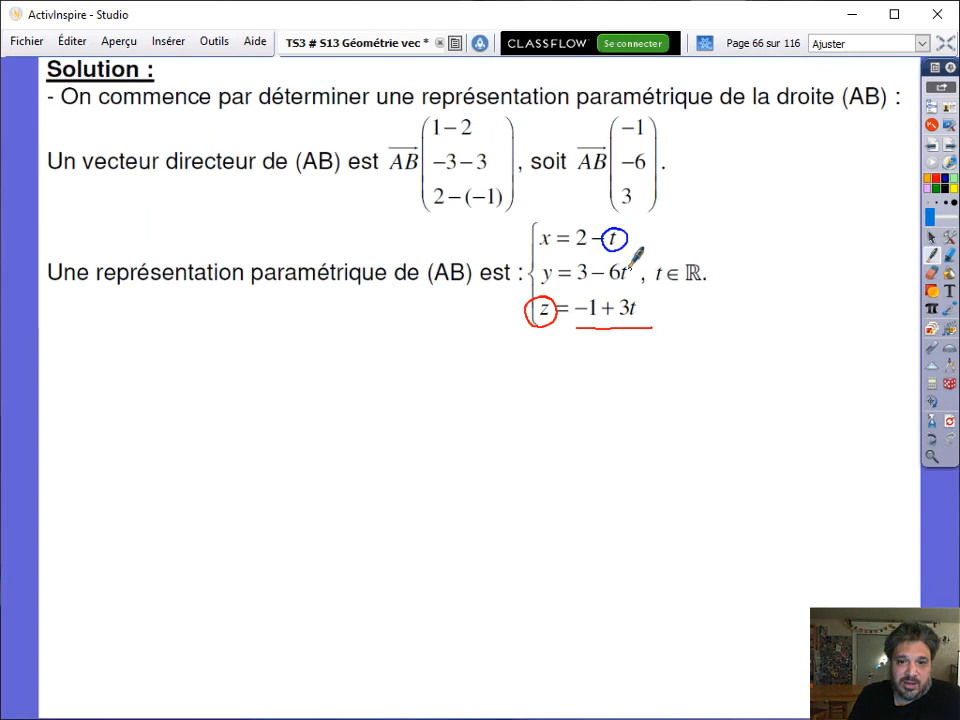 ActivInspire - Studio
Fichier Éditer Aperçu Insérer Outils Aide TS3 # S13 Géométrie vec * CLASSFLOW Se connecter Page 66 sur 116 Ajuster
Solution :
- On commence par déterminer une représentation paramétrique de la droite (AB) :
Un vecteur directeur de (AB) est AB (1 – 2, –3 – 3, 2 – (–1)), soit AB (–1, –6, 3).
Une représentation paramétrique de (AB) est :
x = 2 – t
y = 3 – 6t , t ∈ ℝ.
z = –1 + 3t